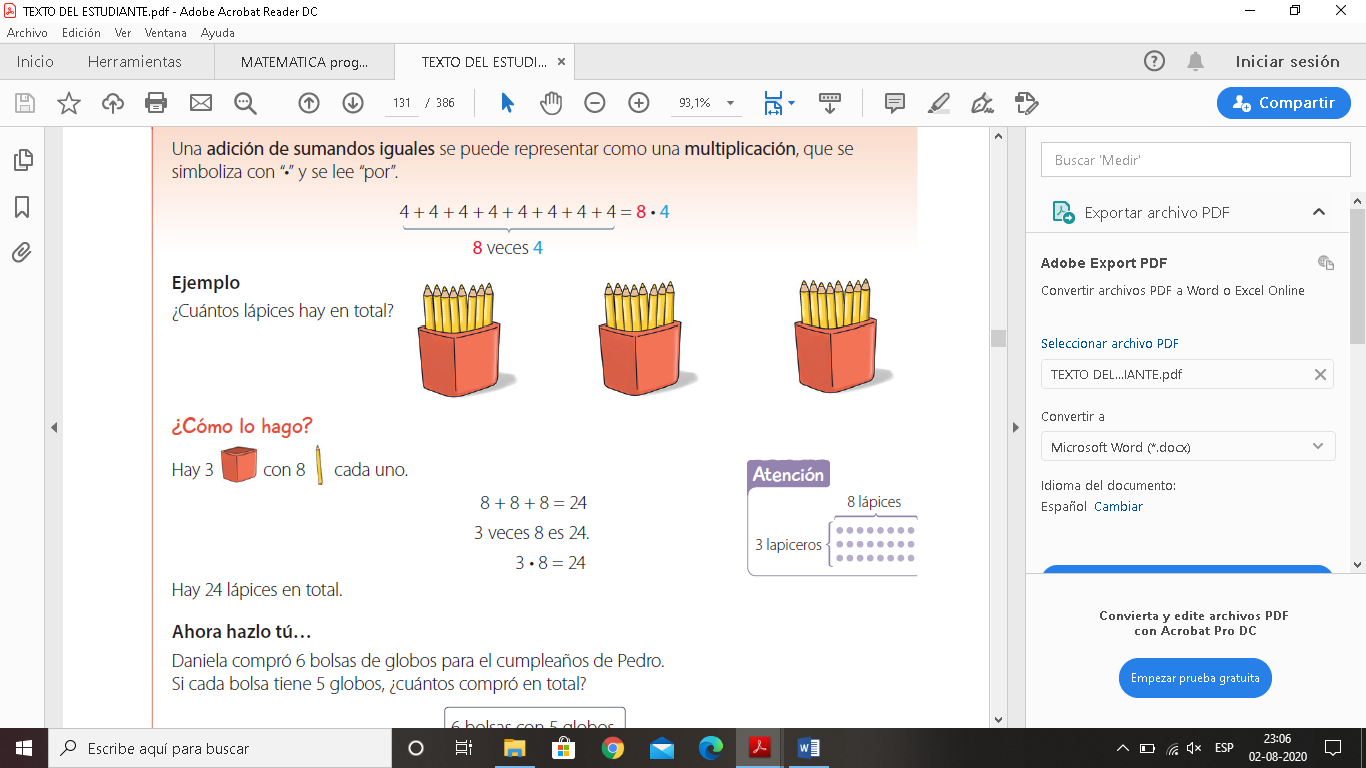 TEXTO DEL ESTUDIANTE.pdf - Adobe Acrobat Reader DC
Archivo Edición Ver Ventana Ayuda
Inicio Herramientas MATEMATICA prog... TEXTO DEL ESTUDI... ×
131 / 386 93,1%
Iniciar sesión
Compartir
Una adición de sumandos iguales se puede representar como una multiplicación, que se
simboliza con “•” y se lee “por”.
4 + 4 + 4 + 4 + 4 + 4 + 4 + 4 = 8 • 4
8 veces 4
Ejemplo
¿Cuántos lápices hay en total?
¿Cómo lo hago?
Hay 3 con 8 cada uno.
8 + 8 + 8 = 24
3 veces 8 es 24.
3 • 8 = 24
Hay 24 lápices en total.
Atención
8 lápices
3 lapiceros
Ahora hazlo tú…
Daniela compró 6 bolsas de globos para el cumpleaños de Pedro.
Si cada bolsa tiene 5 globos, ¿cuántos compró en total?
6 bolsas con 5 globos
Buscar 'Medir'
Exportar archivo PDF
Adobe Export PDF
Convertir archivos PDF a Word o Excel Online
Seleccionar archivo PDF
TEXTO DEL...IANTE.pdf
Convertir a
Microsoft Word (*.docx)
Idioma del documento:
Español Cambiar
Convierta y edite archivos PDF
con Acrobat Pro DC
Empezar prueba gratuita
Escribe aquí para buscar
ESP
23:06
02-08-2020